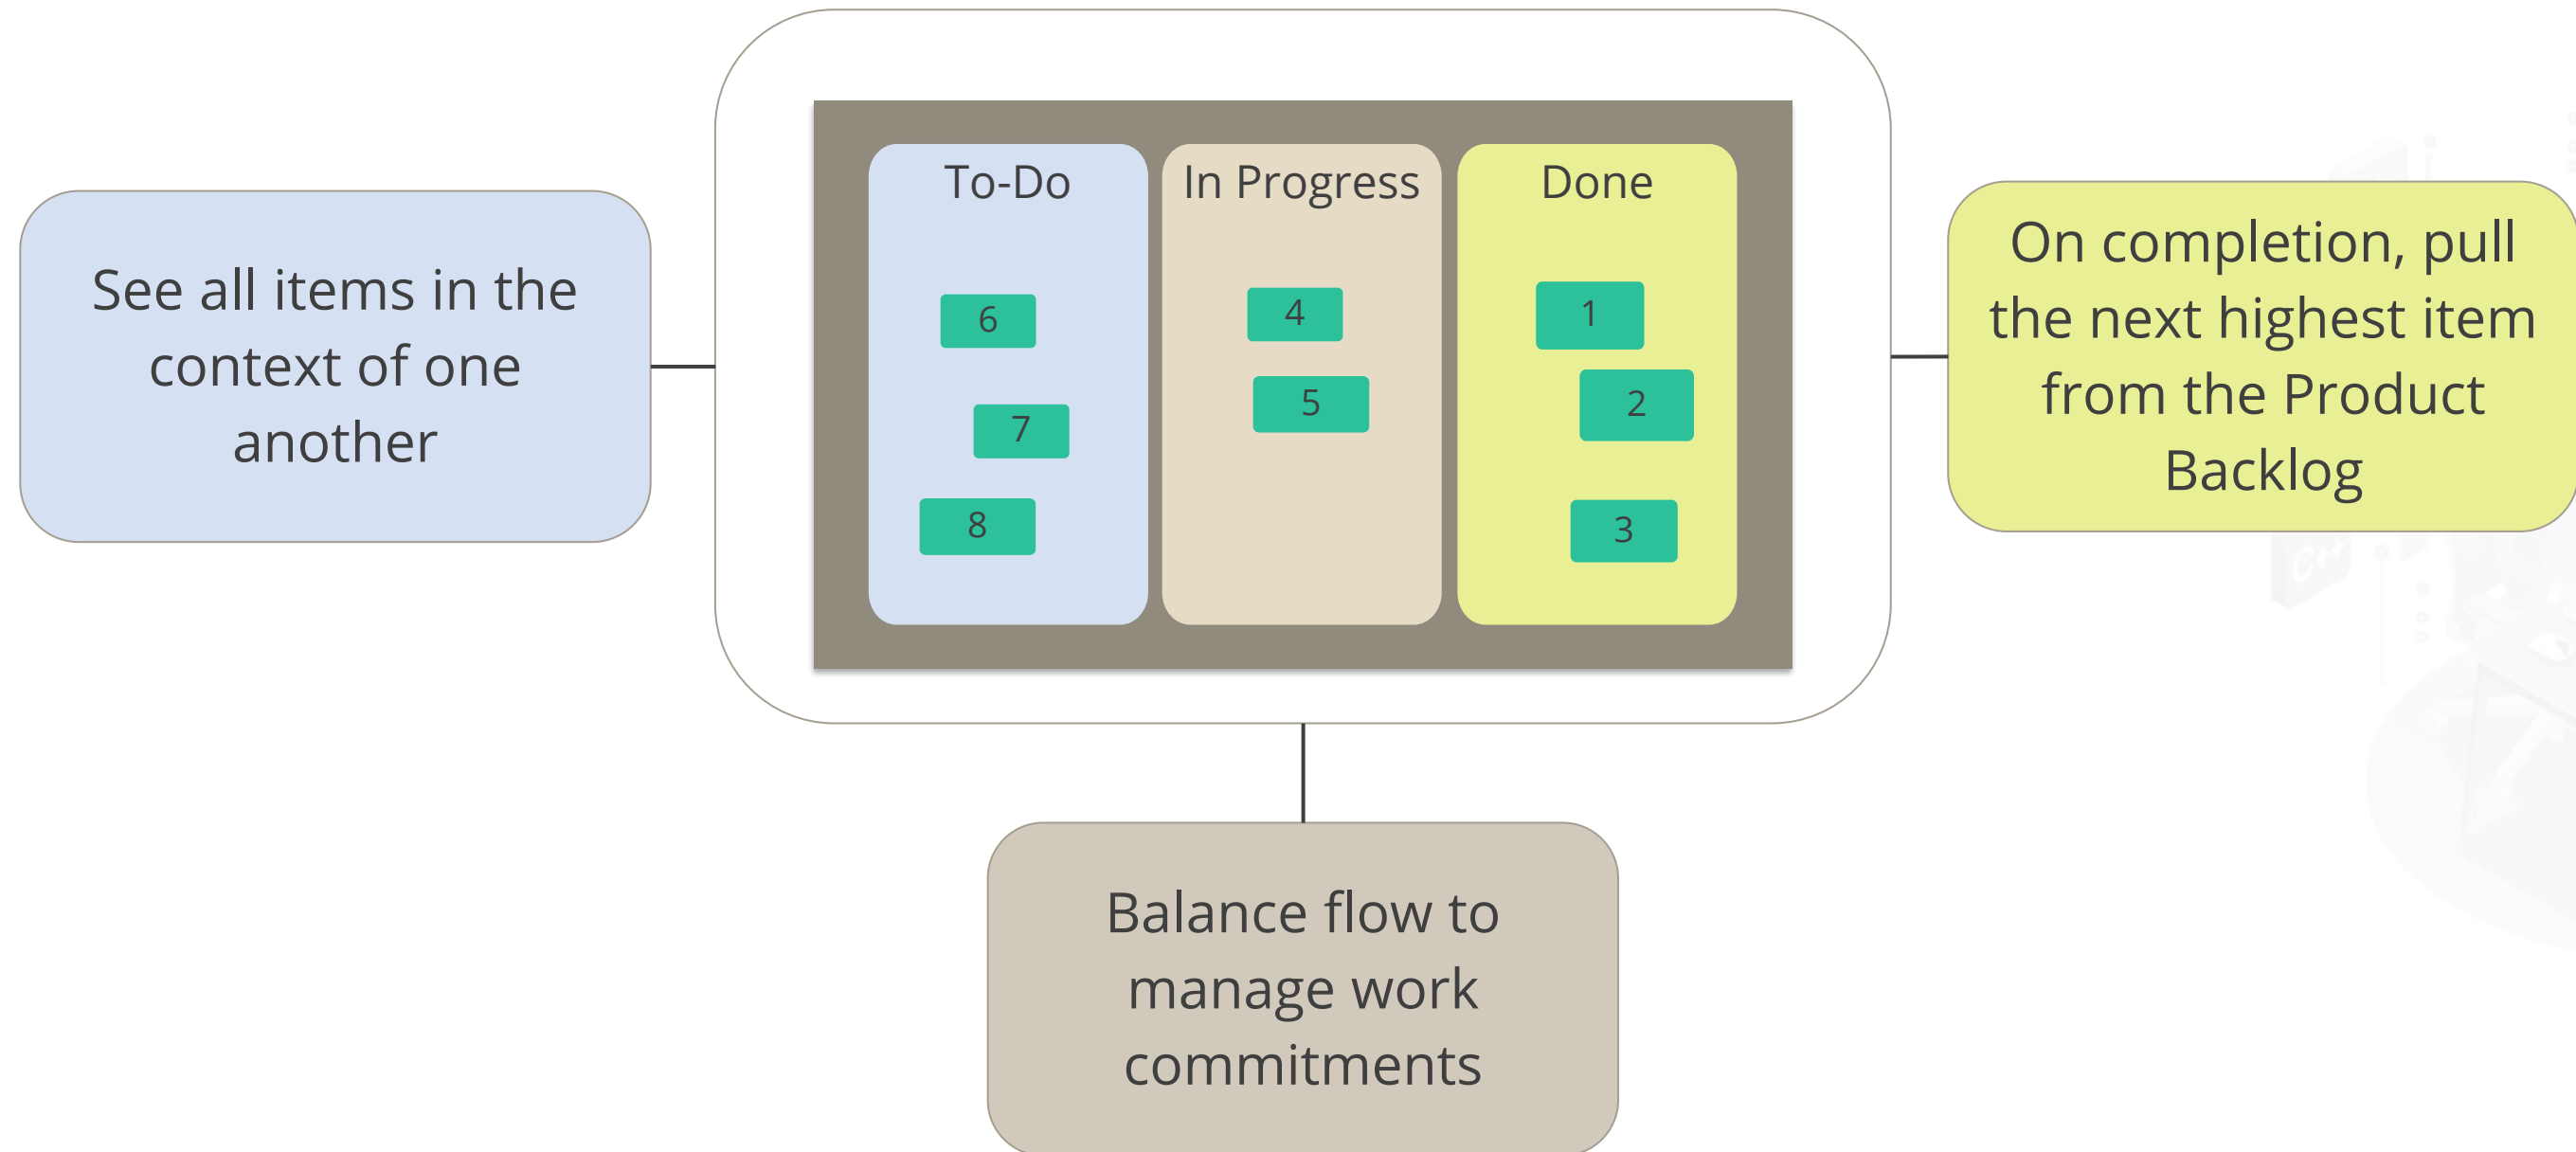 See all items in the
context of one
another
To-Do
6
7
8
In Progress
4
5
Done
1
2
3
On completion, pull
the next highest item
from the Product
Backlog
Balance flow to
manage work
commitments
C++